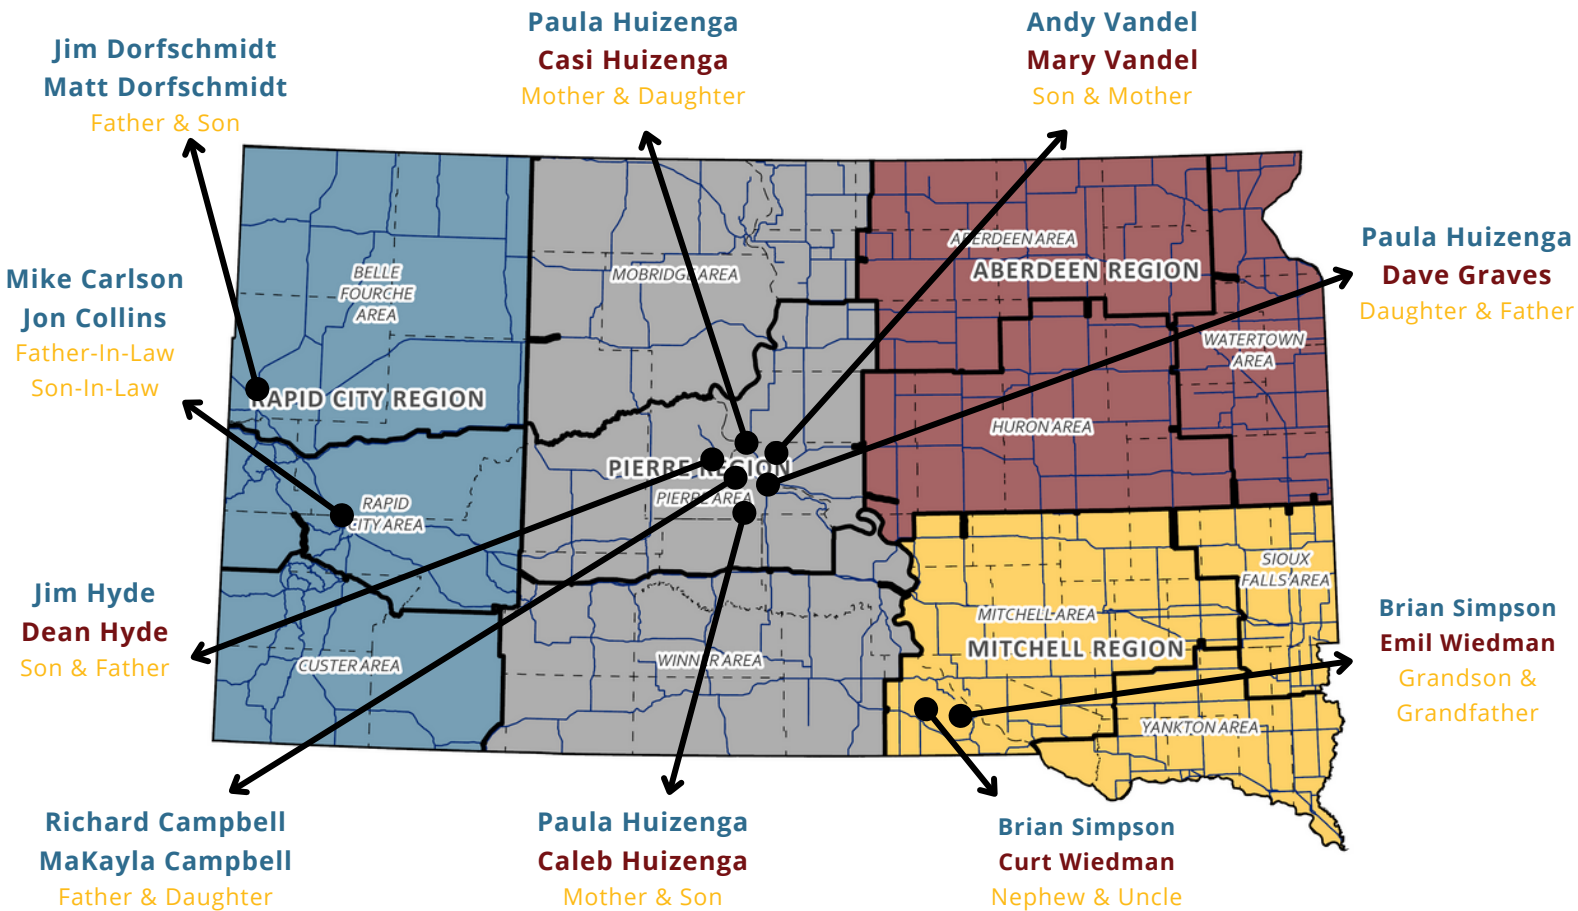 Paula Huizenga
Casi Huizenga
Mother & Daughter
Andy Vandel
Mary Vandel
Son & Mother
Jim Dorfschmidt
Matt Dorfschmidt
Father & Son
Paula Huizenga
Dave Graves
Daughter & Father
Mike Carlson
Jon Collins
Father-In-Law
Son-In-Law
BELLE
FOURCHE
AREA
MOBRIDGE AREA
ABERDEEN AREA
ABERDEEN REGION
WATERTOWN
AREA
RAPID CITY REGION
HURON AREA
PIERRE REGION
PIERRE AREA
RAPID
CITY AREA
SIOUX
FALLS AREA
MITCHELL AREA
MITCHELL REGION
CUSTER AREA
WINNER AREA
YANKTON AREA
Jim Hyde
Dean Hyde
Son & Father
Brian Simpson
Emil Wiedman
Grandson &
Grandfather
Richard Campbell
MaKayla Campbell
Father & Daughter
Paula Huizenga
Caleb Huizenga
Mother & Son
Brian Simpson
Curt Wiedman
Nephew & Uncle